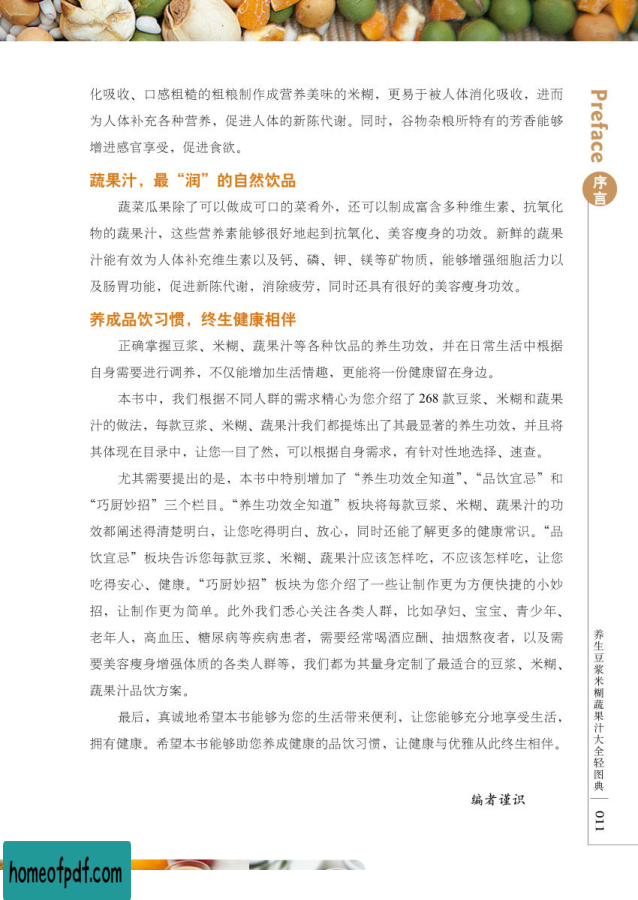 化吸收、口感粗糙的粗粮制作成营养美味的米糊，更易于被人体消化吸收，进而
为人体补充各种营养，促进人体的新陈代谢。同时，谷物杂粮所特有的芳香能够
增进感官享受，促进食欲。
蔬果汁，最“润”的自然饮品
蔬菜瓜果除了可以做成可口的菜肴外，还可以制成富含多种维生素、抗氧化
物的蔬果汁，这些营养素能够很好地起到抗氧化、美容瘦身的功效。新鲜的蔬果
汁能有效为人体补充维生素以及钙、磷、钾、镁等矿物质，能够增强细胞活力以
及肠胃功能，促进新陈代谢，消除疲劳，同时还具有很好的美容瘦身功效。
养成品饮习惯，终生健康相伴
正确掌握豆浆、米糊、蔬果汁等各种饮品的养生功效，并在日常生活中根据
自身需要进行调养，不仅能增加生活情趣，更能将一份健康留在身边。
本书中，我们根据不同人群的需求精心为您介绍了 268 款豆浆、米糊和蔬果
汁的做法，每款豆浆、米糊、蔬果汁我们都提炼出了其最显著的养生功效，并且将
其体现在目录中，让您一目了然，可以根据自身需求，有针对性地选择、速查。
尤其需要提出的是，本书中特别增加了“养生功效全知道”、“品饮宜忌”和
“巧厨妙招”三个栏目。“养生功效全知道”板块将每款豆浆、米糊、蔬果汁的功
效都阐述得清楚明白，让您吃得明白、放心，同时还能了解更多的健康常识。“品
饮宜忌”板块告诉您每款豆浆、米糊、蔬果汁应该怎样吃，不应该怎样吃，让您
吃得安心、健康。“巧厨妙招”板块为您介绍了一些让制作更为方便快捷的小妙
招，让制作更为简单。此外我们悉心关注各类人群，比如孕妇、宝宝、青少年、
老年人，高血压、糖尿病等疾病患者，需要经常喝酒应酬、抽烟熬夜者，以及需
要美容瘦身增强体质的各类人群等，我们都为其量身定制了最适合的豆浆、米糊、
蔬果汁品饮方案。
最后，真诚地希望本书能够为您的生活带来便利，让您能够充分地享受生活，
拥有健康。希望本书能够助您养成健康的品饮习惯，让健康与优雅从此终生相伴。
编者谨识
Preface
序言
养生豆浆米糊蔬果汁大全轻图典
011
homeofpdf.com